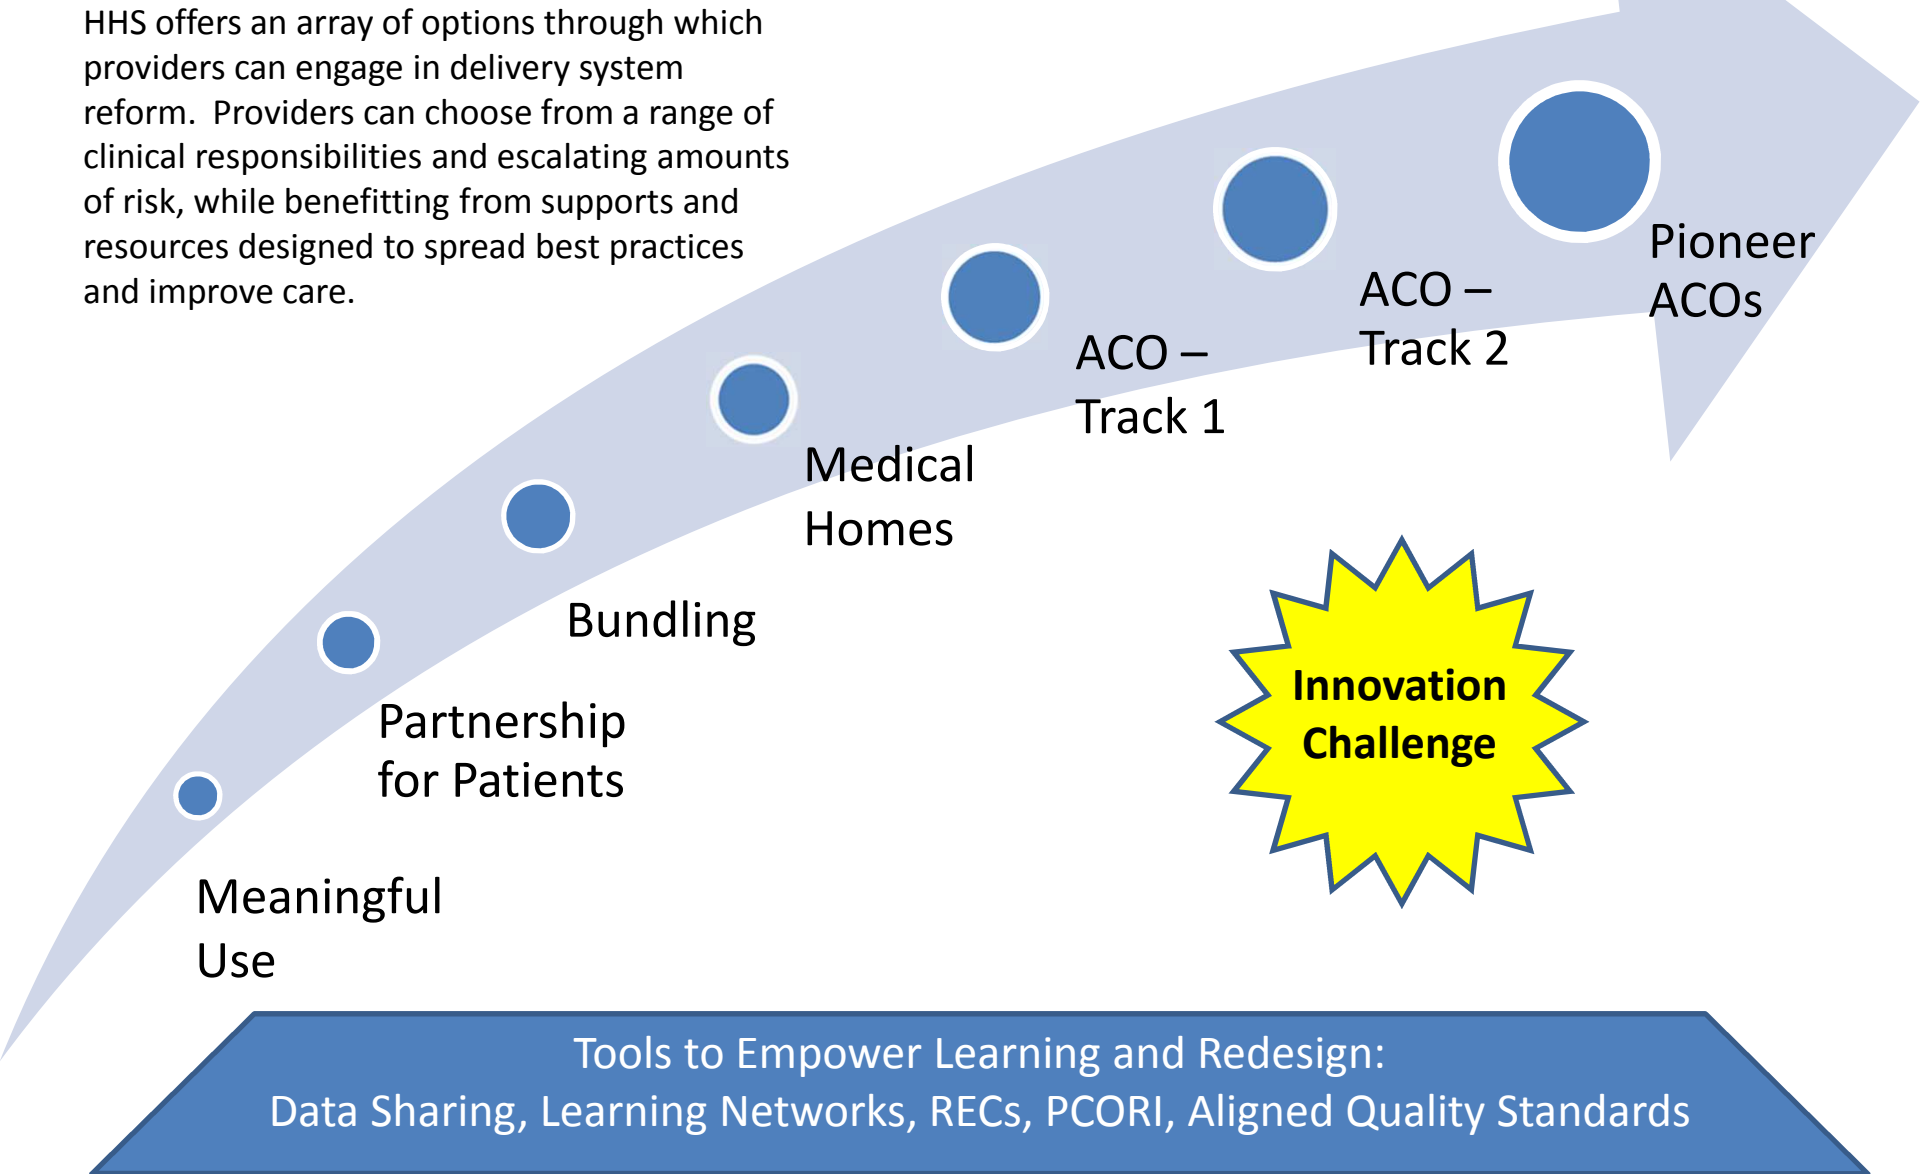 HHS offers an array of options through which
providers can engage in delivery system
reform.  Providers can choose from a range of
clinical responsibilities and escalating amounts
of risk, while benefitting from supports and
resources designed to spread best practices
and improve care.
Pioneer
ACOs
ACO –
Track 2
ACO –
Track 1
Medical
Homes
Bundling
Partnership
for Patients
Meaningful
Use
Innovation
Challenge
Tools to Empower Learning and Redesign:
Data Sharing, Learning Networks, RECs, PCORI, Aligned Quality Standards